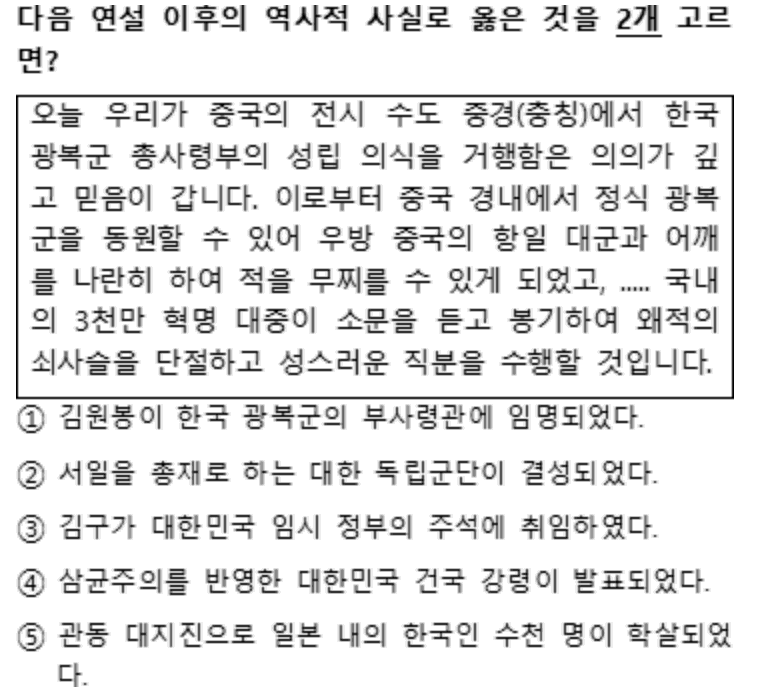 다음 연설 이후의 역사적 사실로 옳은 것을 2개 고르
면?
오늘 우리가 중국의 전시 수도 중경(충칭)에서 한국
광복군 총사령부의 성립 의식을 거행함은 의의가 깊
고 믿음이 갑니다. 이로부터 중국 경내에서 정식 광복
군을 동원할 수 있어 우방 중국의 항일 대군과 어깨
를 나란히 하여 적을 무찌를 수 있게 되었고, ..... 국내
의 3천만 혁명 대중이 소문을 듣고 봉기하여 왜적의
쇠사슬을 단절하고 성스러운 직분을 수행할 것입니다.
① 김원봉이 한국 광복군의 부사령관에 임명되었다.
② 서일을 총재로 하는 대한 독립군단이 결성되었다.
③ 김구가 대한민국 임시 정부의 주석에 취임하였다.
④ 삼균주의를 반영한 대한민국 건국 강령이 발표되었다.
⑤ 관동 대지진으로 일본 내의 한국인 수천 명이 학살되었
다.